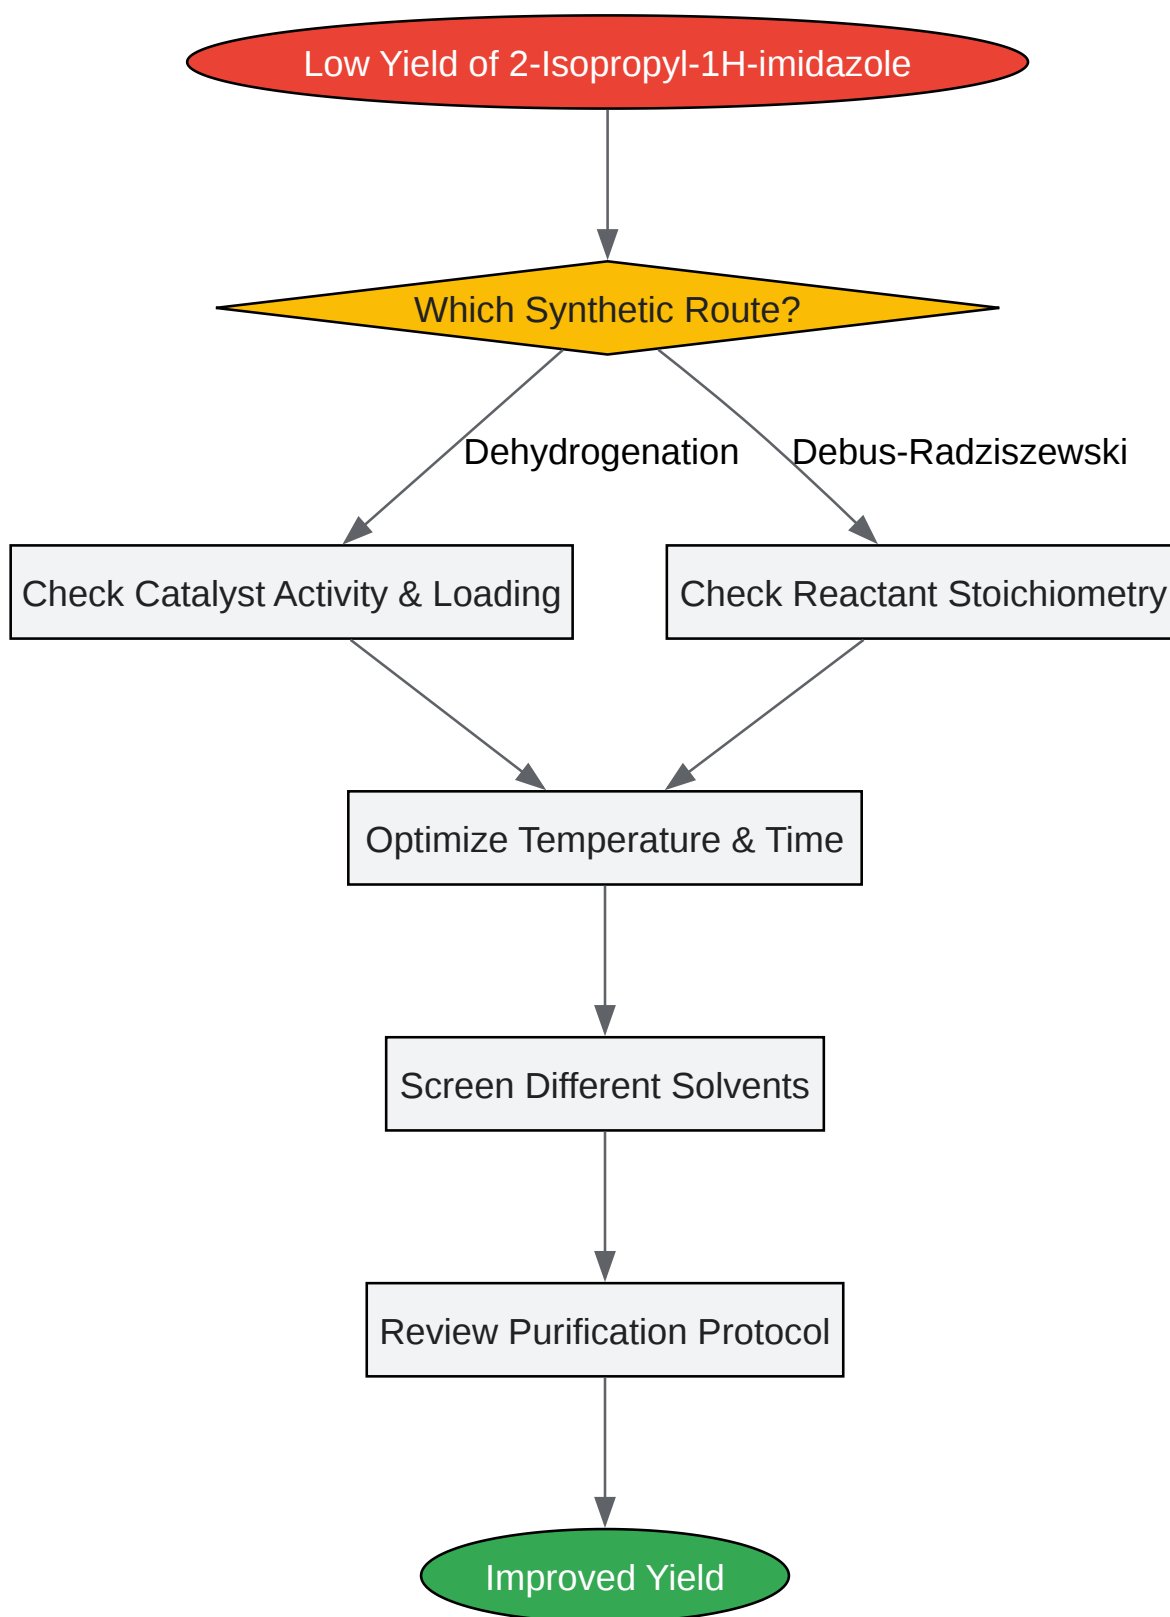 Low Yield of 2-Isopropyl-1H-imidazole
Which Synthetic Route?
Dehydrogenation
Debus-Radziszewski
Check Catalyst Activity & Loading
Check Reactant Stoichiometry
Optimize Temperature & Time
Screen Different Solvents
Review Purification Protocol
Improved Yield